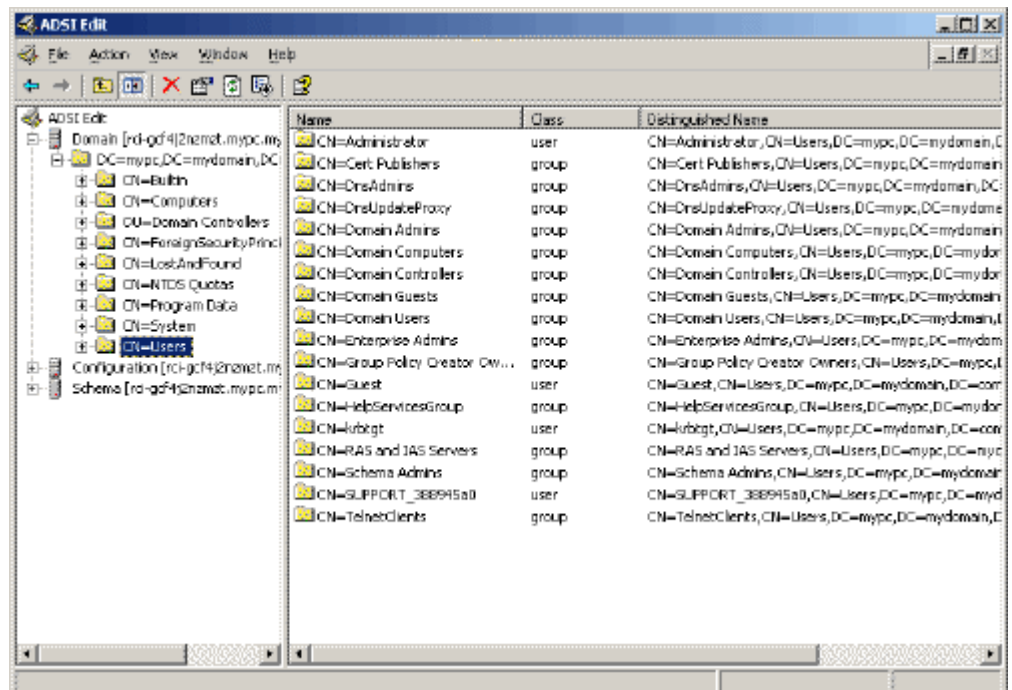 ADSI Edit
File Action View Window Help
ADSI Edit
Domain [rci-gcf4j2nzmzt.mypc.my
DC=mypc,DC=mydomain,DC
CN=Builtin
CN=Computers
OU=Domain Controllers
CN=ForeignSecurityPrinci
CN=LostAndFound
CN=NTDS Quotas
CN=Program Data
CN=System
CN=Users
Configuration [rci-gcf4j2nzmzt.my
Schema [rci-gcf4j2nzmzt.mypc.my
Name Class Distinguished Name
CN=Administrator user CN=Administrator,CN=Users,DC=mypc,DC=mydomain,D
CN=Cert Publishers group CN=Cert Publishers,CN=Users,DC=mypc,DC=mydomain
CN=DnsAdmins group CN=DnsAdmins,CN=Users,DC=mypc,DC=mydomain,DC
CN=DnsUpdateProxy group CN=DnsUpdateProxy,CN=Users,DC=mypc,DC=mydoma
CN=Domain Admins group CN=Domain Admins,CN=Users,DC=mypc,DC=mydomain
CN=Domain Computers group CN=Domain Computers,CN=Users,DC=mypc,DC=mydor
CN=Domain Controllers group CN=Domain Controllers,CN=Users,DC=mypc,DC=mydor
CN=Domain Guests group CN=Domain Guests,CN=Users,DC=mypc,DC=mydomain
CN=Domain Users group CN=Domain Users,CN=Users,DC=mypc,DC=mydomain,D
CN=Enterprise Admins group CN=Enterprise Admins,CN=Users,DC=mypc,DC=mydom
CN=Group Policy Creator Ow... group CN=Group Policy Creator Owners,CN=Users,DC=mypc,D
CN=Guest user CN=Guest,CN=Users,DC=mypc,DC=mydomain,DC=com
CN=HelpServicesGroup group CN=HelpServicesGroup,CN=Users,DC=mypc,DC=mydor
CN=krbtgt user CN=krbtgt,CN=Users,DC=mypc,DC=mydomain,DC=com
CN=RAS and IAS Servers group CN=RAS and IAS Servers,CN=Users,DC=mypc,DC=myc
CN=Schema Admins group CN=Schema Admins,CN=Users,DC=mypc,DC=mydomair
CN=SUPPORT_388945a0 user CN=SUPPORT_388945a0,CN=Users,DC=mypc,DC=myd
CN=TelnetClients group CN=TelnetClients,CN=Users,DC=mypc,DC=mydomain,D